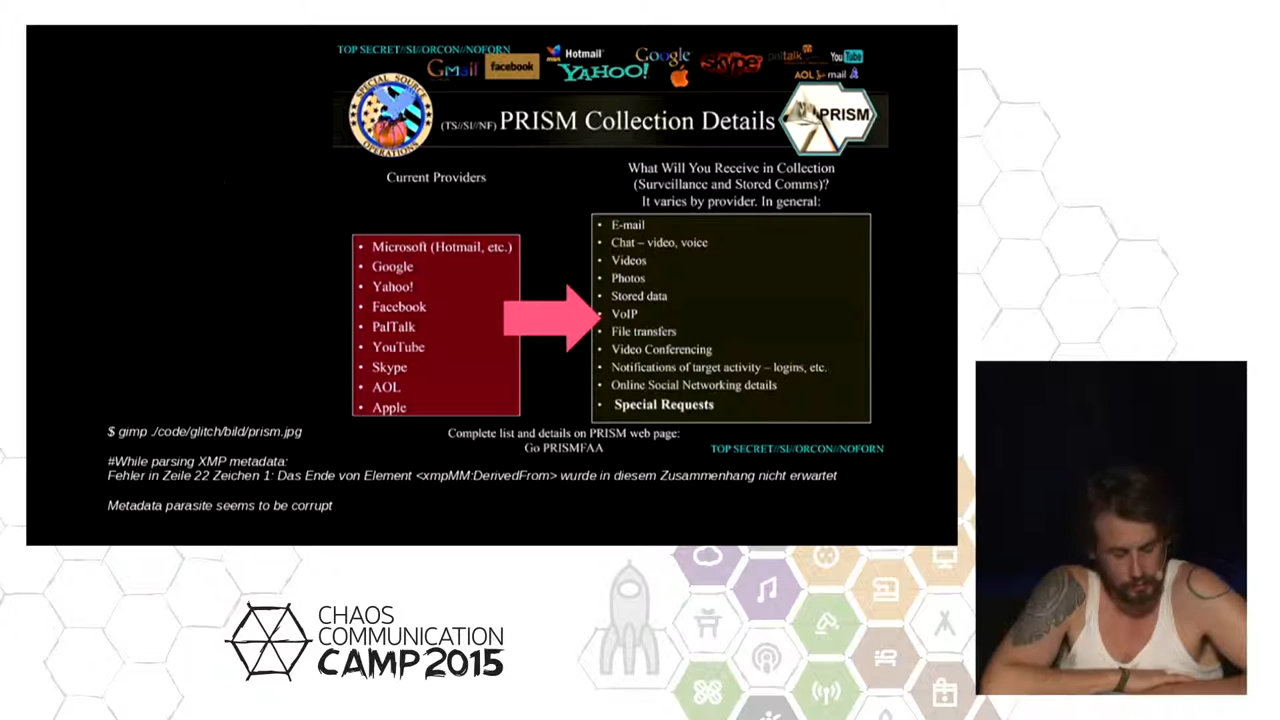 TOP SECRET//SI//ORCON//NOFORN
Hotmail
Google
skype
paltalk
YouTube
Gmail
facebook
YAHOO!
AOL mail
SPECIAL SOURCE OPERATIONS
(TS//SI//NF) PRISM Collection Details
PRISM
Current Providers
What Will You Receive in Collection
(Surveillance and Stored Comms)?
It varies by provider. In general:
• Microsoft (Hotmail, etc.)
• Google
• Yahoo!
• Facebook
• PalTalk
• YouTube
• Skype
• AOL
• Apple
• E-mail
• Chat – video, voice
• Videos
• Photos
• Stored data
• VoIP
• File transfers
• Video Conferencing
• Notifications of target activity – logins, etc.
• Online Social Networking details
• Special Requests
Complete list and details on PRISM web page:
Go PRISMFAA
TOP SECRET//SI//ORCON//NOFORN
$ gimp ./code/glitch/bild/prism.jpg
#While parsing XMP metadata:
Fehler in Zeile 22 Zeichen 1: Das Ende von Element <xmpMM:DerivedFrom> wurde in diesem Zusammenhang nicht erwartet
Metadata parasite seems to be corrupt
CHAOS
COMMUNICATION
CAMP 2015